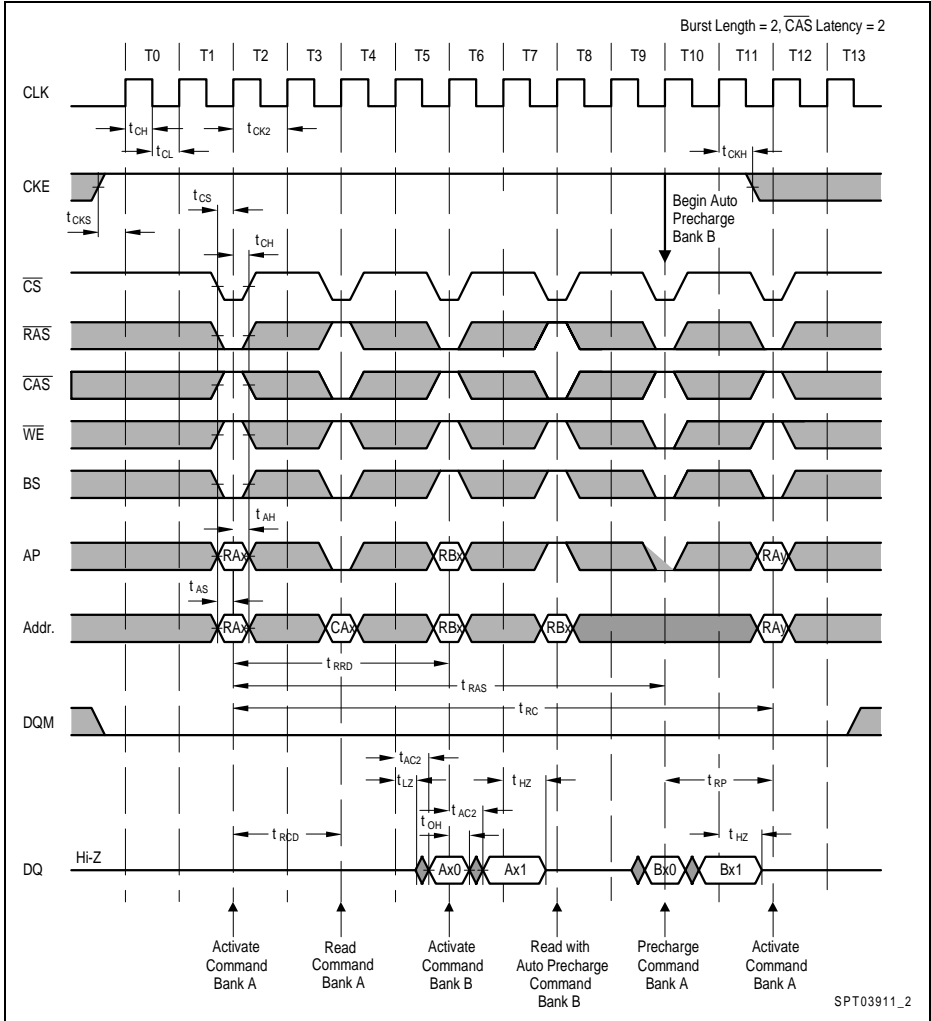 Burst Length = 2, CAS Latency = 2
T0 T1 T2 T3 T4 T5 T6 T7 T8 T9 T10 T11 T12 T13
CLK
tCH
tCL
tCK2
tCKH
CKE
tCKS
tCS
tCH
Begin Auto
Precharge
Bank B
CS
RAS
CAS
WE
BS
tAH
AP
RAx RBx RAy
tAS
Addr.
RAx CAx RBx RBx RAy
tRRD
tRAS
tRC
DQM
tAC2
tLZ
tHZ
tAC2
tOH
tRP
tRCD
tHZ
DQ
Hi-Z
Ax0 Ax1 Bx0 Bx1
Activate
Command
Bank A
Read
Command
Bank A
Activate
Command
Bank B
Read with
Auto Precharge
Command
Bank B
Precharge
Command
Bank A
Activate
Command
Bank A
SPT03911_2